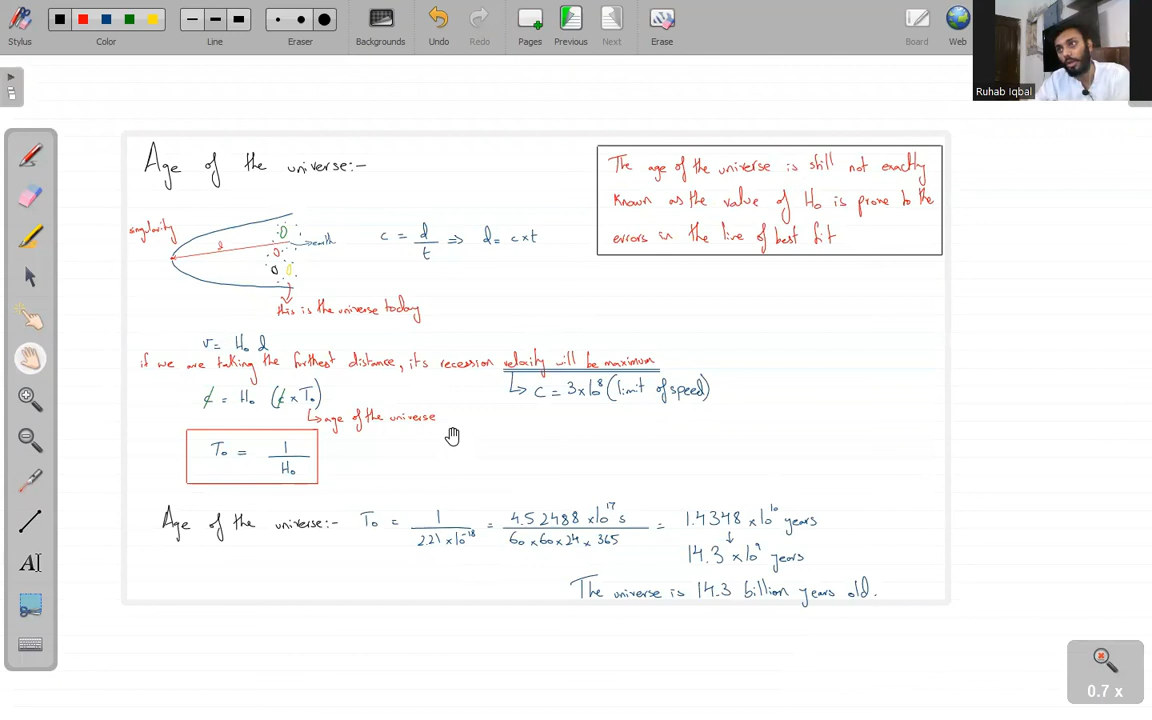 Stylus
Color
Line
Eraser
Backgrounds
Undo
Redo
Pages
Previous
Next
Erase
Board
Web
Ruhab Iqbal
Age of the universe:-
The age of the universe is still not exactly
known as the value of H₀ is prone to the
errors in the line of best fit
singularity
earth
c = d/t ⇒ d = c×t
this is the universe today
v = H₀ d
if we are taking the furthest distance, its recession velocity will be maximum
↳ C = 3×10⁸ (limit of speed)
c = H₀ (c × T₀)
↳ age of the universe
T₀ = 1/H₀
Age of the universe:- T₀ = 1/2.21×10⁻¹⁸ = 4.52488 ×10¹⁷ s/60×60×24×365 = 1.4348 ×10¹⁰ years
↓
14.3 ×10⁹ years
The universe is 14.3 billion years old.
0.7 x